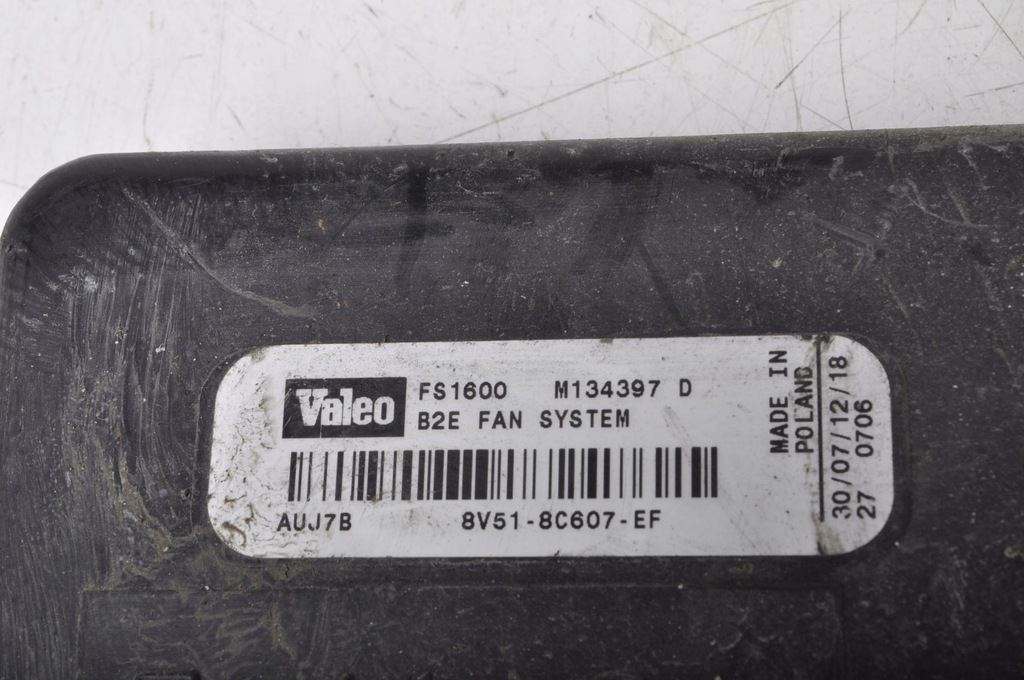 Valeo FS1600 M134397 D
B2E FAN SYSTEM
AUJ7B 8V51-8C607-EF
MADE IN
POLAND
30/07/12/18
27 0706